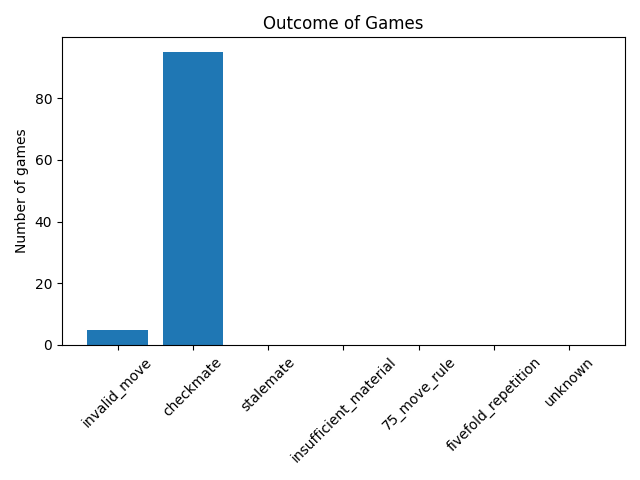 Outcome of Games
Number of games
80
60
40
20
0
invalid_move
checkmate
stalemate
insufficient_material
75_move_rule
fivefold_repetition
unknown